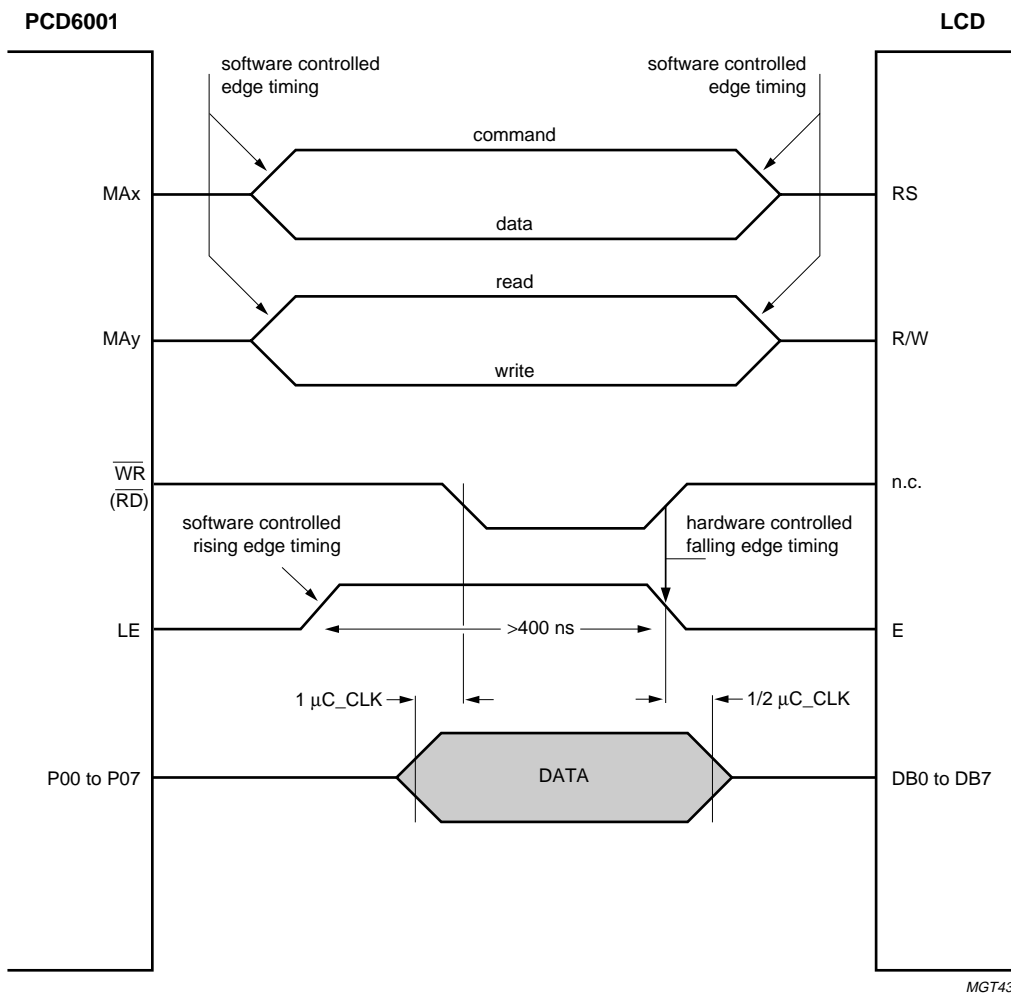 PCD6001
LCD
software controlled
edge timing
software controlled
edge timing
command
MAx
RS
data
read
MAy
R/W
write
WR
(RD)
n.c.
software controlled
rising edge timing
hardware controlled
falling edge timing
LE
>400 ns
E
1 μC_CLK
1/2 μC_CLK
P00 to P07
DATA
DB0 to DB7
MGT43